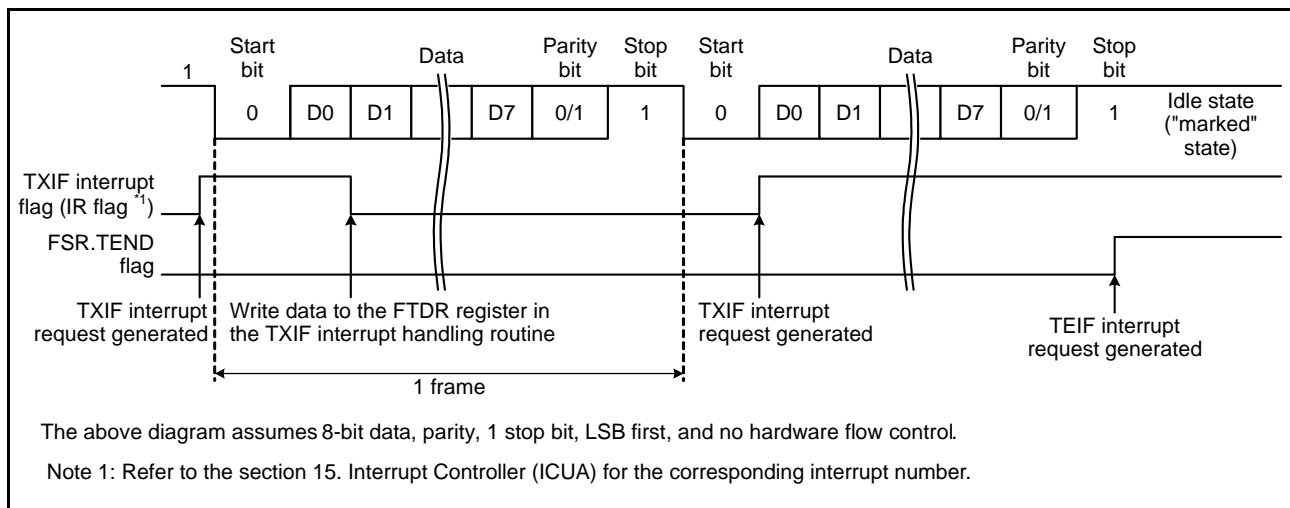 Start bit
Data
Parity bit
Stop bit
Start bit
Data
Parity bit
Stop bit
1
0
D0
D1
D7
0/1
1
0
D0
D1
D7
0/1
1
Idle state
("marked"
state)
TXIF interrupt
flag (IR flag *1)
FSR.TEND
flag
TXIF interrupt
request generated
Write data to the FTDR register in
the TXIF interrupt handling routine
TXIF interrupt
request generated
TEIF interrupt
request generated
1 frame
The above diagram assumes 8-bit data, parity, 1 stop bit, LSB first, and no hardware flow control.
Note 1: Refer to the section 15. Interrupt Controller (ICUA) for the corresponding interrupt number.